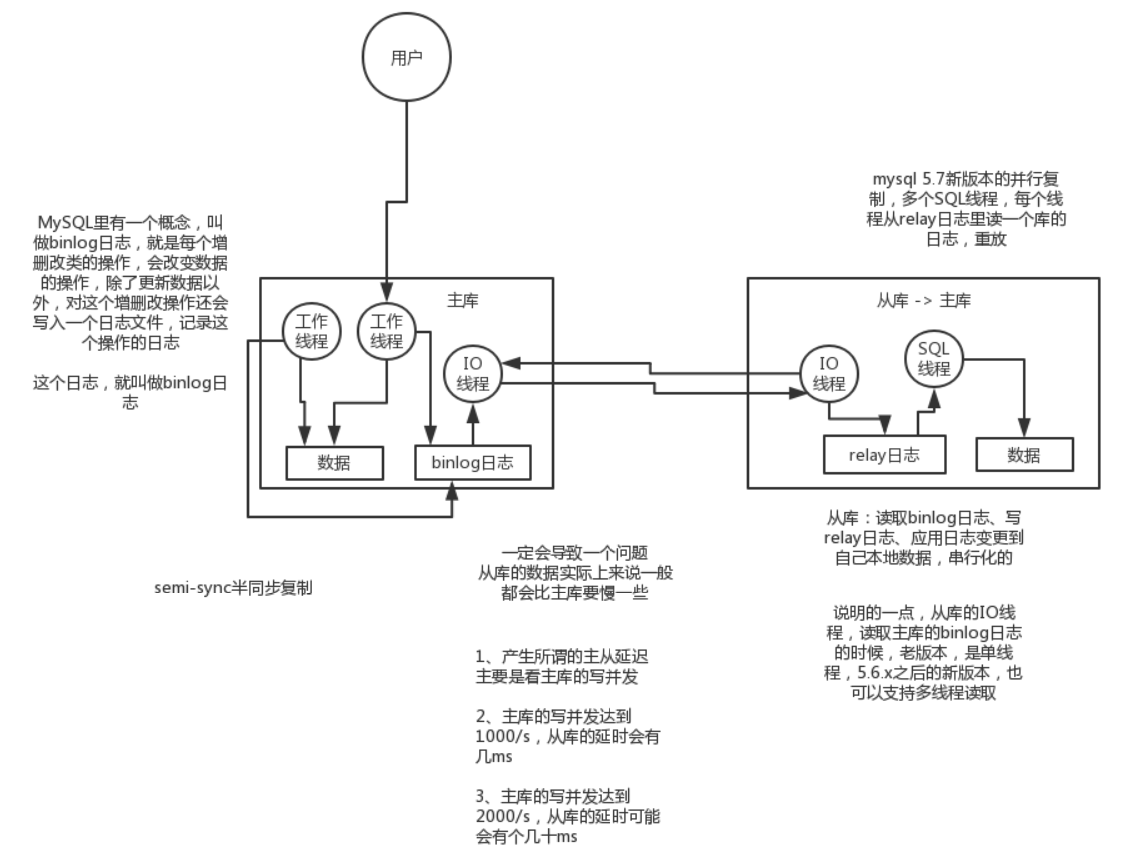 用户
MySQL里有一个概念，叫
做binlog日志，就是每个增
删改类的操作，会改变数据
的操作，除了更新数据以
外，对这个增删改操作还会
写入一个日志文件，记录这
个操作的日志
这个日志，就叫做binlog日
志
主库
工作
线程
工作
线程
IO
线程
数据
binlog日志
semi-sync半同步复制
一定会导致一个问题
从库的数据实际上来说一般
都会比主库要慢一些
1、产生所谓的主从延迟
主要是看主库的写并发
2、主库的写并发达到
1000/s，从库的延时会有
几ms
3、主库的写并发达到
2000/s，从库的延时可能
会有个几十ms
mysql 5.7新版本的并行复
制，多个SQL线程，每个线
程从relay日志里读一个库的
日志，重放
从库 -> 主库
IO
线程
SQL
线程
relay日志
数据
从库：读取binlog日志、写
relay日志、应用日志变更到
自己本地数据，串行化的
说明的一点，从库的IO线
程，读取主库的binlog日志
的时候，老版本，是单线
程，5.6.x之后的新版本，也
可以支持多线程读取